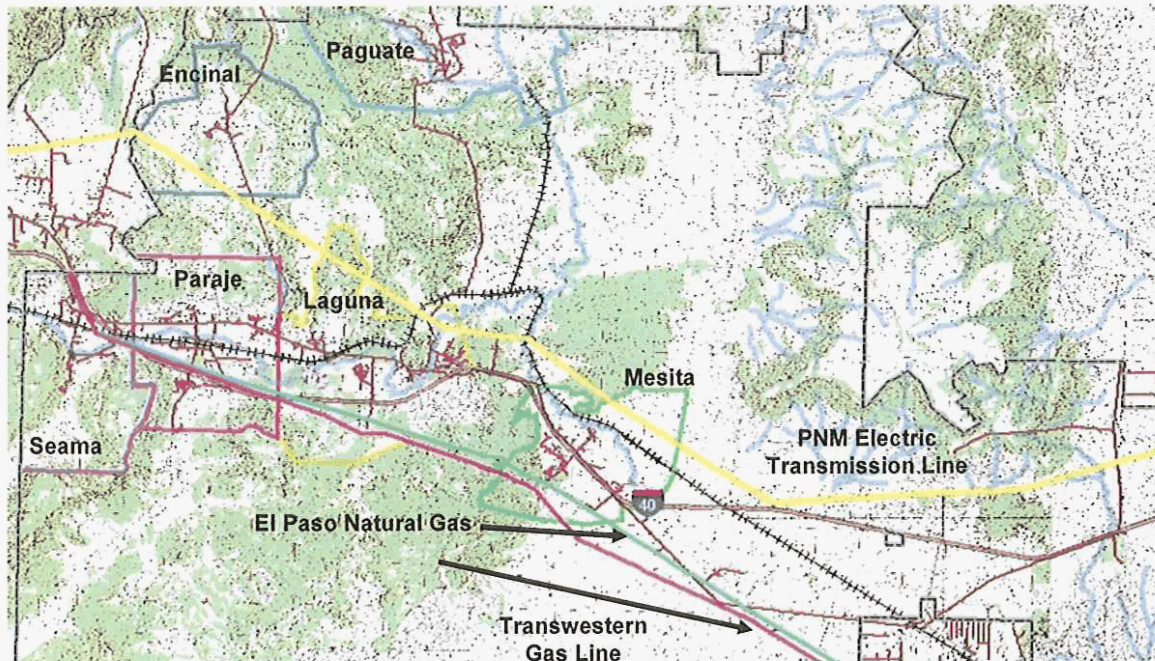 Paguate
Encinal
Paraje
Laguna
Mesita
Seama
PNM Electric
Transmission Line
40
El Paso Natural Gas
Transwestern
Gas Line